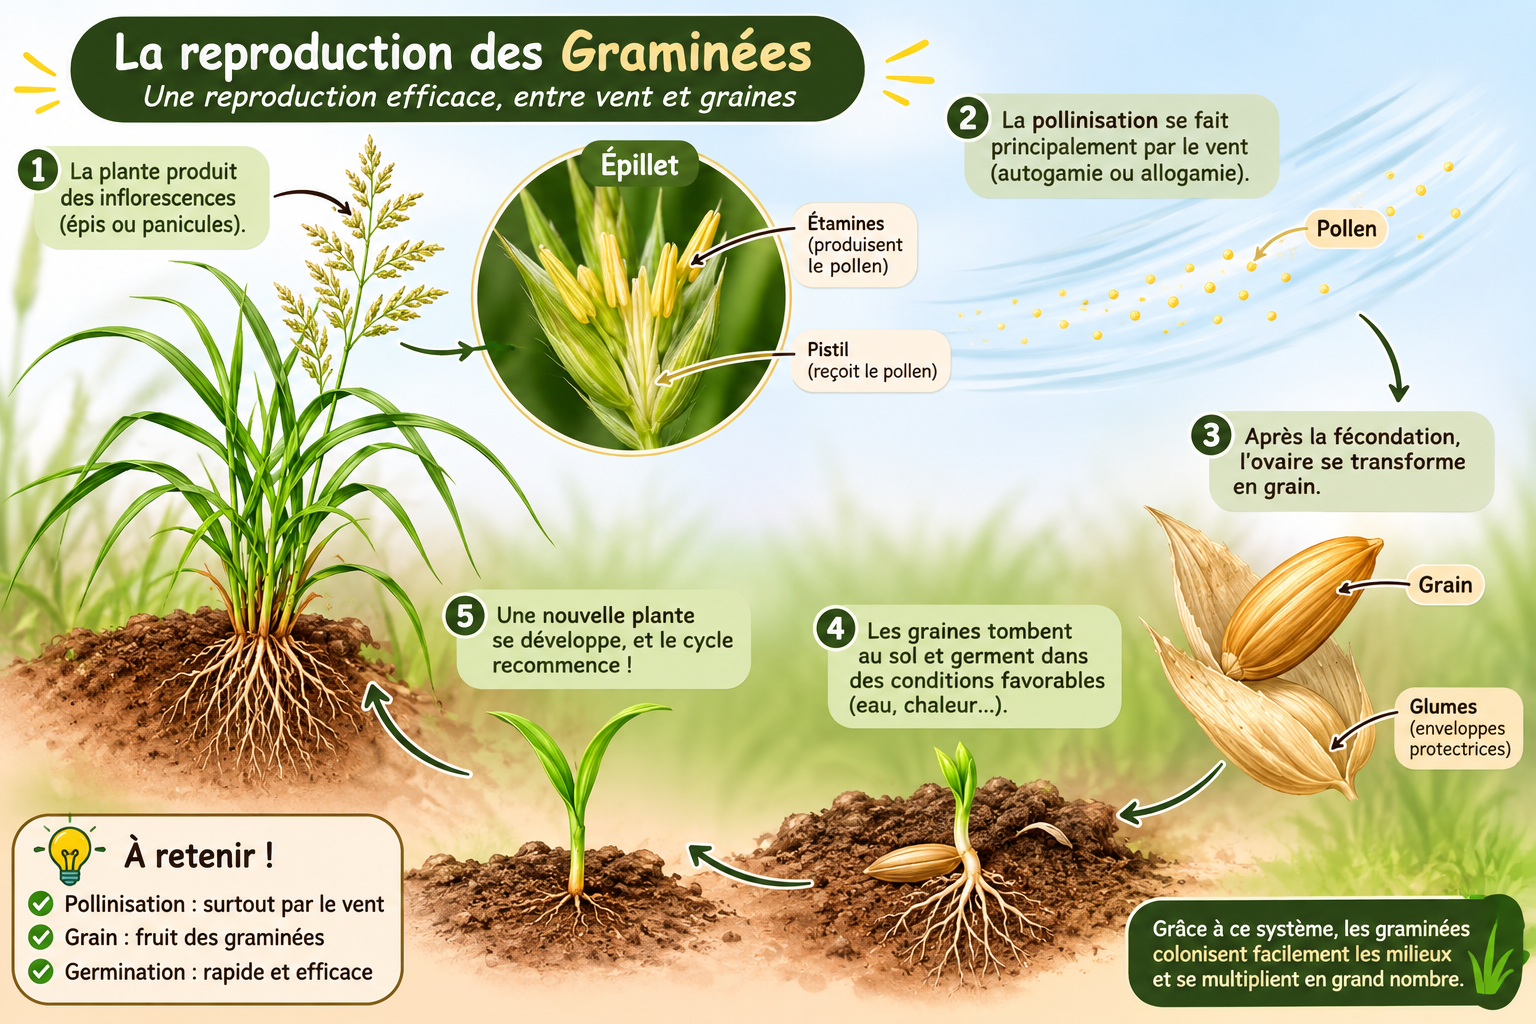 La reproduction des Graminées
Une reproduction efficace, entre vent et graines
1
La plante produit
des inflorescences
(épis ou panicules).
Épillet
Étamines
(produisent
le pollen)
Pistil
(reçoit le pollen)
2
La pollinisation se fait
principalement par le vent
(autogamie ou allogamie).
Pollen
3
Après la fécondation,
l'ovaire se transforme
en grain.
Grain
Glumes
(enveloppes
protectrices)
4
Les graines tombent
au sol et germent dans
des conditions favorables
(eau, chaleur...).
5
Une nouvelle plante
se développe, et le cycle
recommence !
À retenir !
Pollinisation : surtout par le vent
Grain : fruit des graminées
Germination : rapide et efficace
Grâce à ce système, les graminées
colonisent facilement les milieux
et se multiplient en grand nombre.